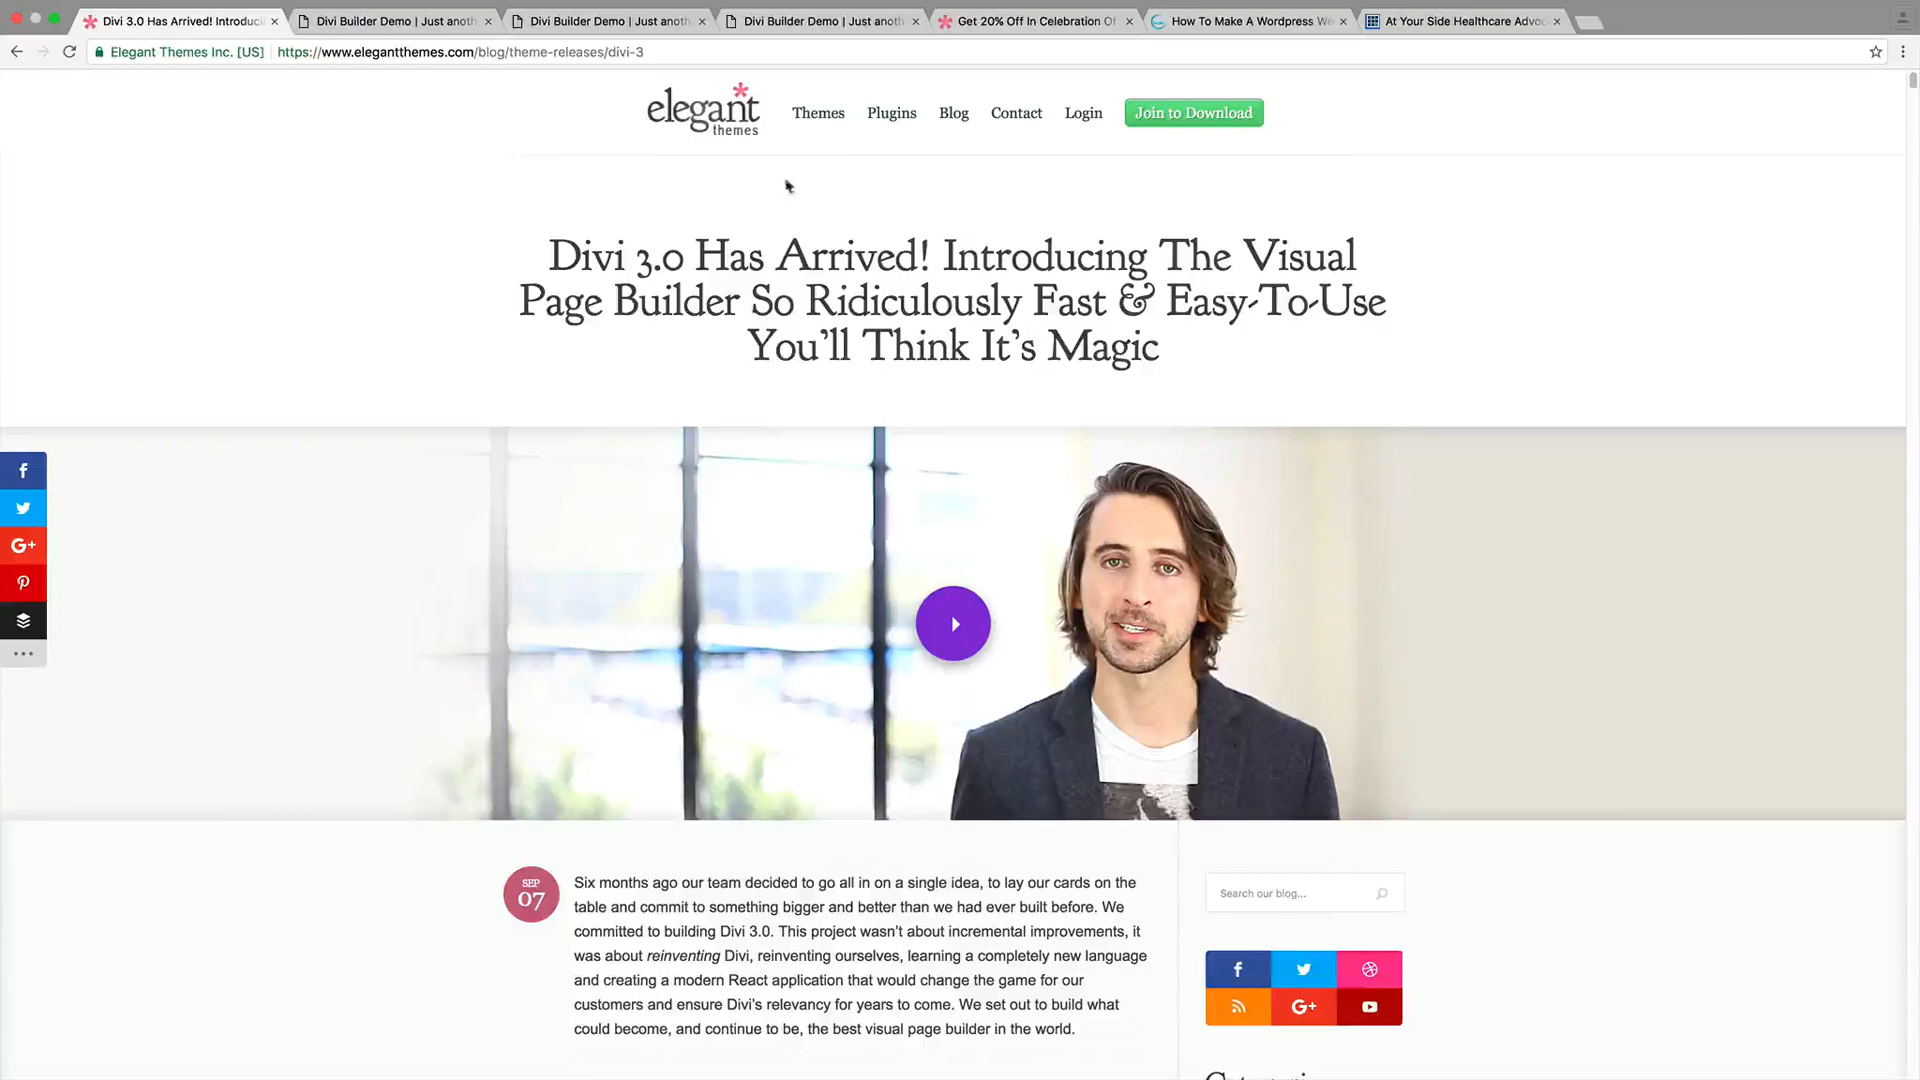 Divi 3.0 Has Arrived! Introduci
Divi Builder Demo | Just anoth
Divi Builder Demo | Just anoth
Divi Builder Demo | Just anoth
Get 20% Off In Celebration Of
How To Make A Wordpress We
At Your Side Healthcare Advoc
Elegant Themes Inc. [US]
https://www.elegantthemes.com/blog/theme-releases/divi-3
elegant
themes
Themes
Plugins
Blog
Contact
Login
Join to Download
Divi 3.0 Has Arrived! Introducing The Visual
Page Builder So Ridiculously Fast & Easy-To-Use
You’ll Think It’s Magic
G+
SEP
07
Six months ago our team decided to go all in on a single idea, to lay our cards on the
table and commit to something bigger and better than we had ever built before. We
committed to building Divi 3.0. This project wasn’t about incremental improvements, it
was about reinventing Divi, reinventing ourselves, learning a completely new language
and creating a modern React application that would change the game for our
customers and ensure Divi’s relevancy for years to come. We set out to build what
could become, and continue to be, the best visual page builder in the world.
Search our blog...
G+